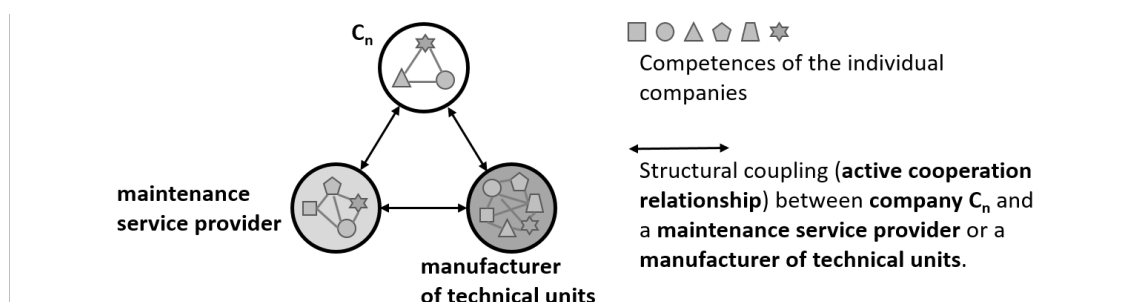 Cn
maintenance
service provider
manufacturer
of technical units
Competences of the individual
companies
Structural coupling (active cooperation
relationship) between company Cn and
a maintenance service provider or a
manufacturer of technical units.